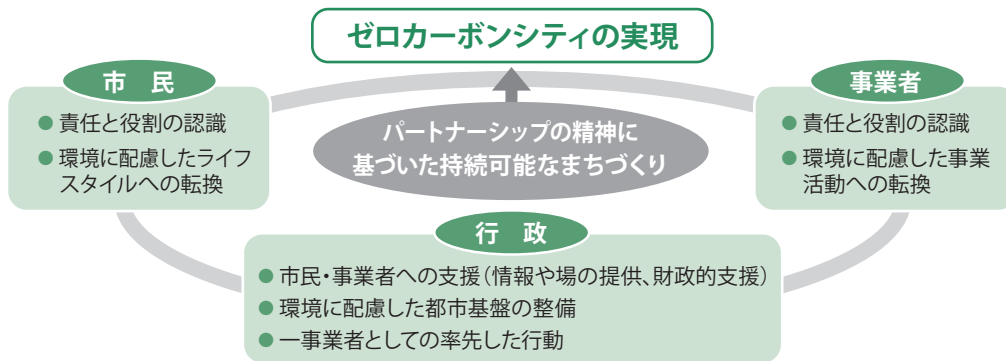 ゼロカーボンシティの実現
市　民
● 責任と役割の認識
● 環境に配慮したライフ
スタイルへの転換
パートナーシップの精神に
基づいた持続可能なまちづくり
事業者
● 責任と役割の認識
● 環境に配慮した事業
活動への転換
行　政
● 市民・事業者への支援（情報や場の提供、財政的支援）
● 環境に配慮した都市基盤の整備
● 一事業者としての率先した行動